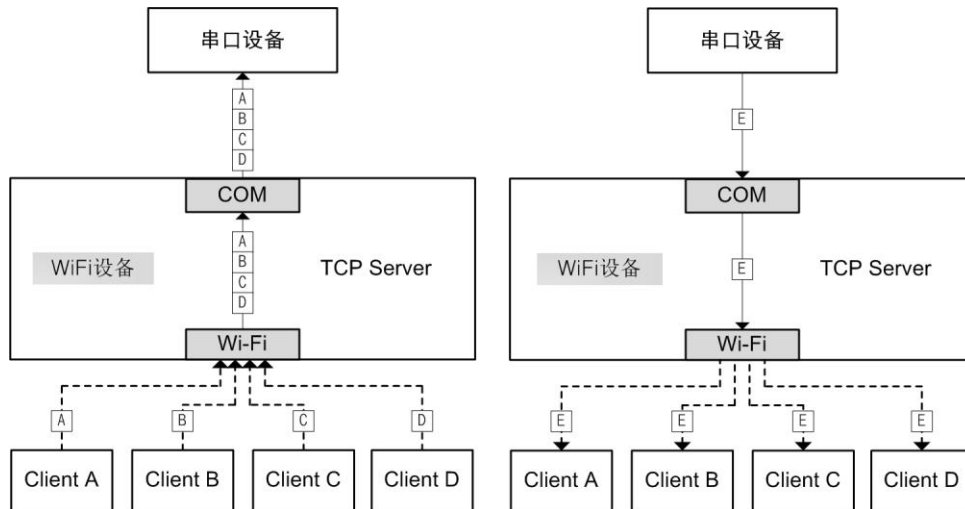 串口设备
A
B
C
D
COM
A
B
C
D
WiFi设备
TCP Server
Wi-Fi
A
B
C
D
Client A
Client B
Client C
Client D
串口设备
E
COM
E
WiFi设备
TCP Server
Wi-Fi
E
E
E
E
Client A
Client B
Client C
Client D